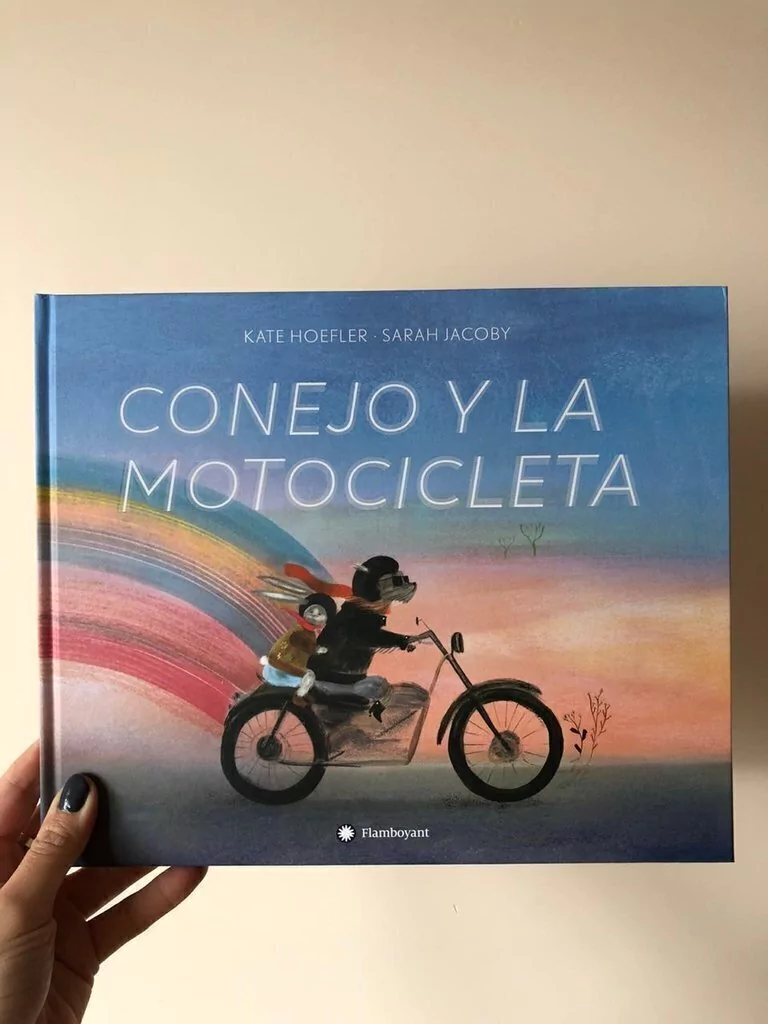 KATE HOEFLER · SARAH JACOBY
CONEJO Y LA
MOTOCICLETA
Flamboyant